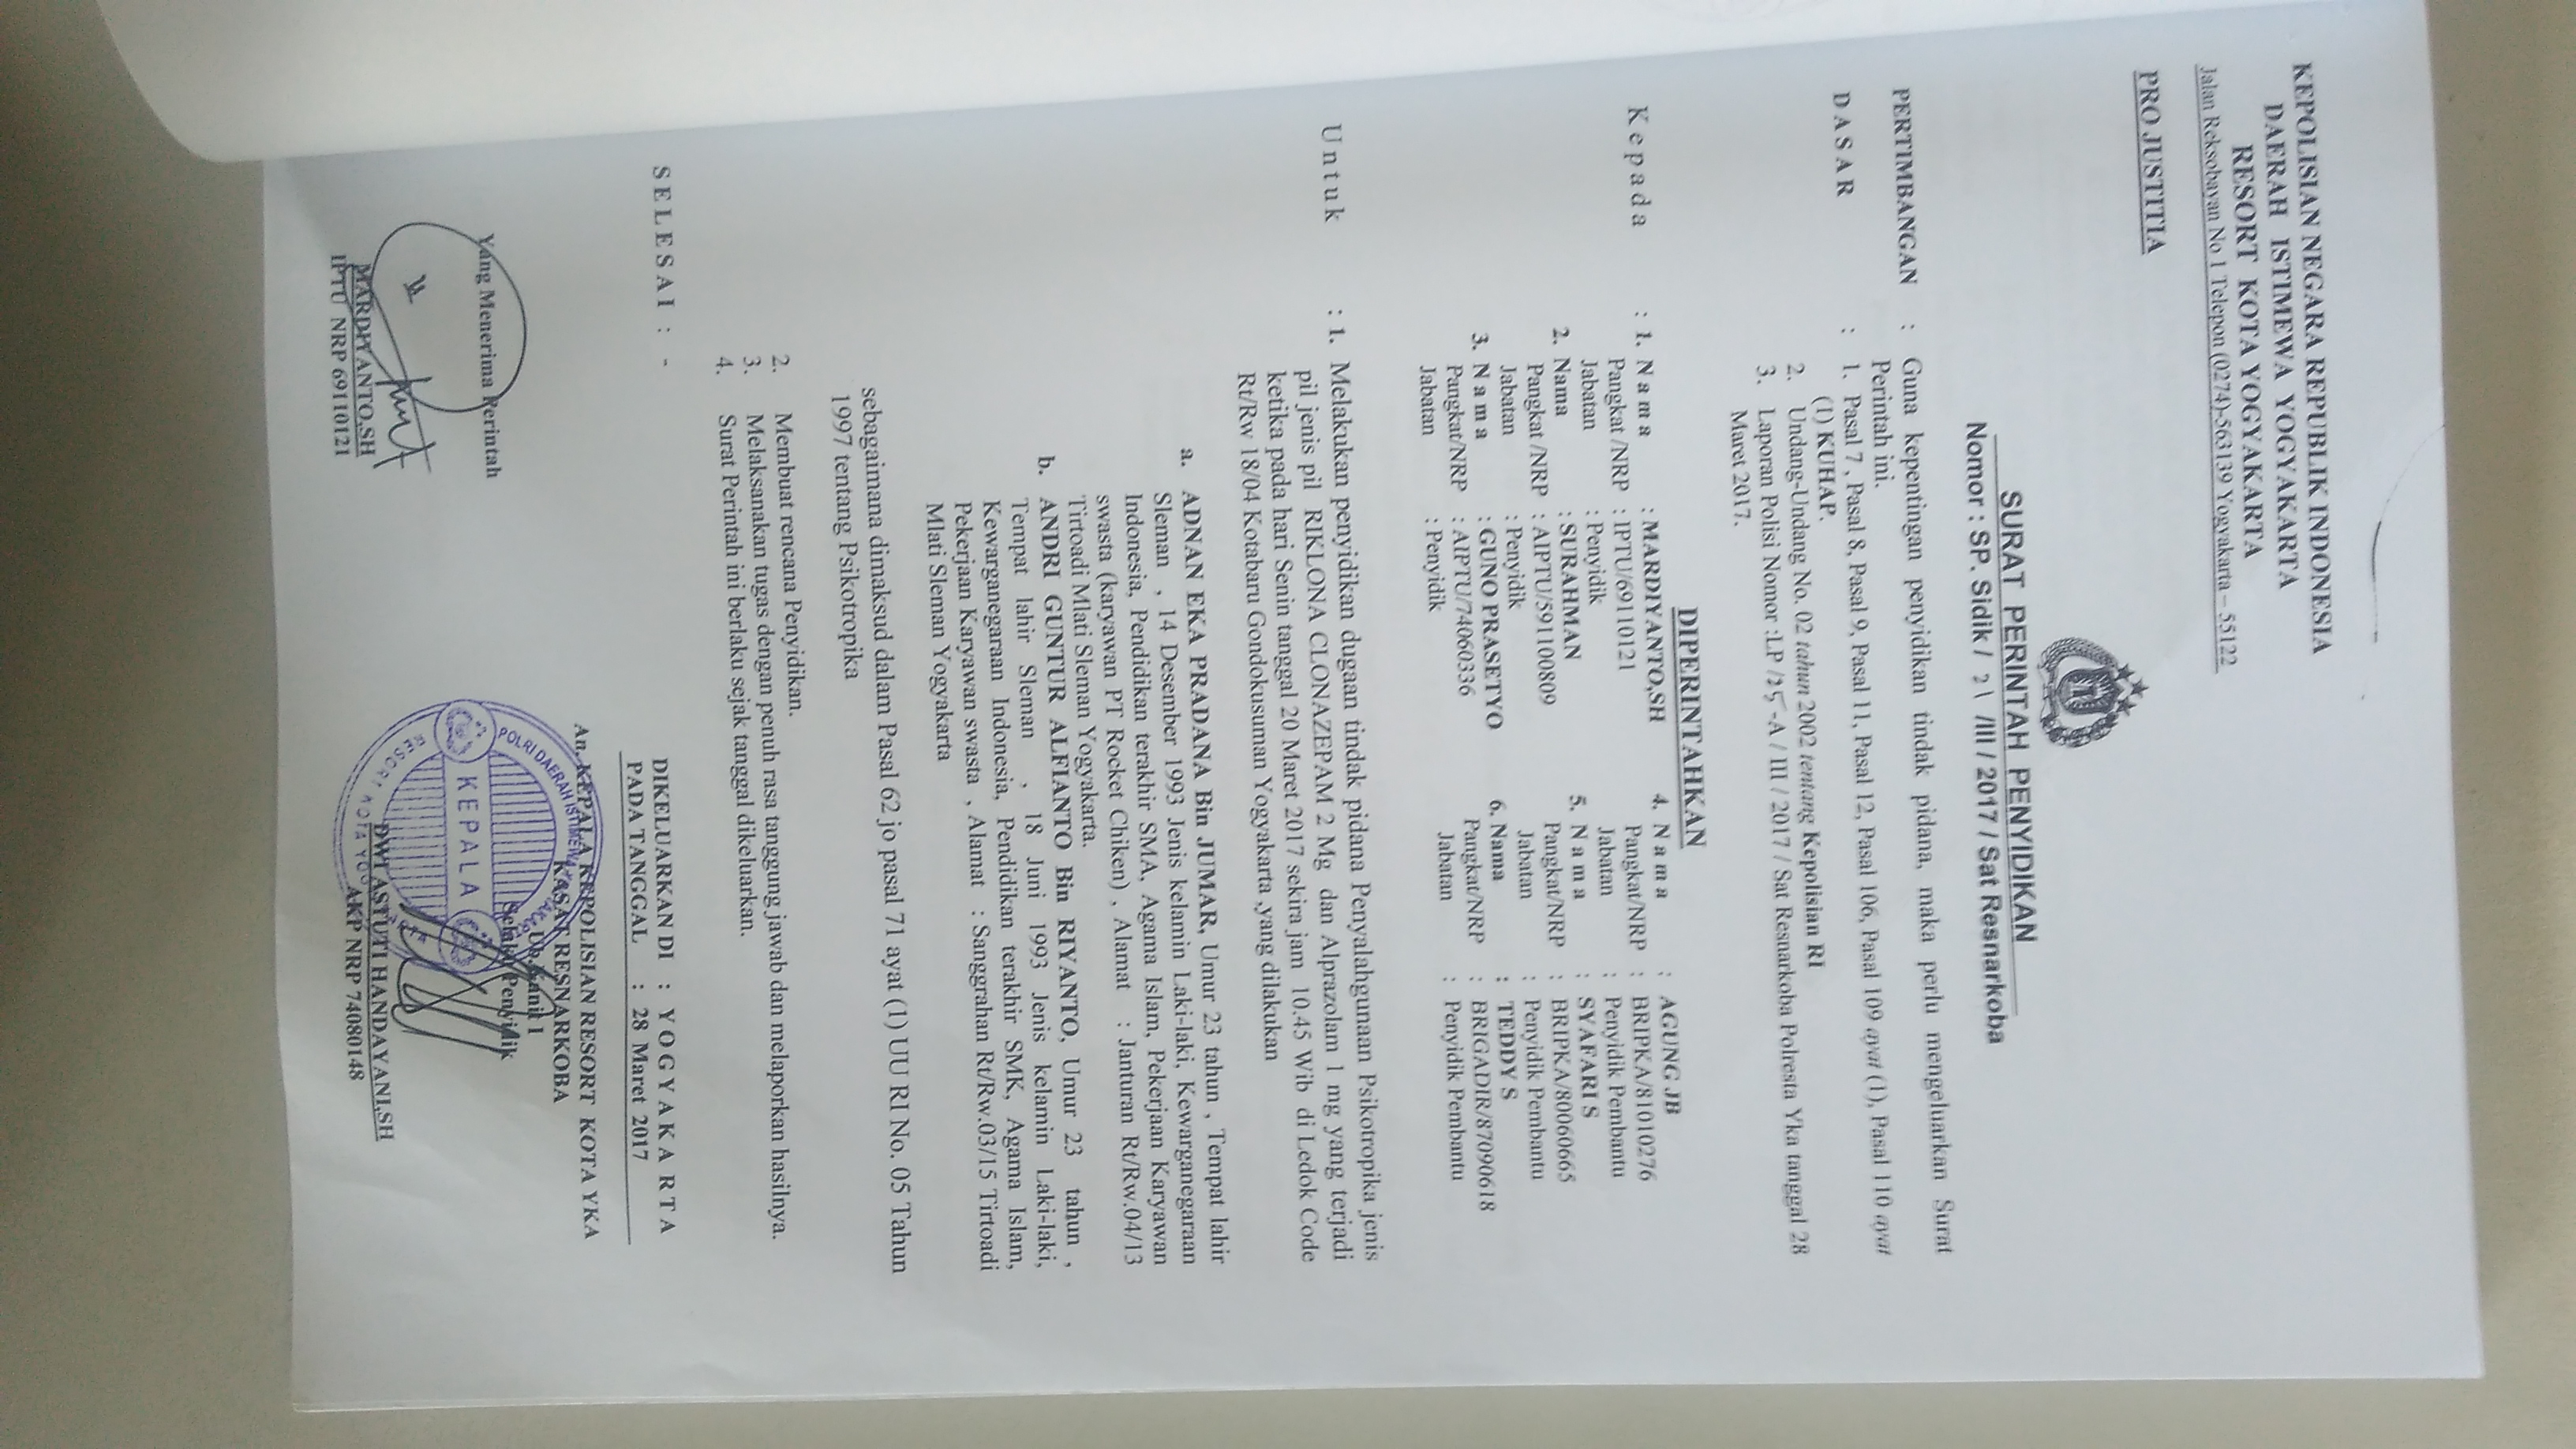 KEPOLISIAN NEGARA REPUBLIK INDONESIA
DAERAH ISTIMEWA YOGYAKARTA
RESORT KOTA YOGYAKARTA
Jalan Reksobayan No 1 Telepon (0274)-563139 Yogyakarta – 55122
PRO JUSTITIA
SURAT PERINTAH PENYIDIKAN
Nomor : SP. Sidik / 21 /III / 2017 / Sat Resnarkoba
PERTIMBANGAN : Guna kepentingan penyidikan tindak pidana, maka perlu mengeluarkan Surat
Perintah ini.
D A S A R : 1. Pasal 7 , Pasal 8, Pasal 9, Pasal 11, Pasal 12, Pasal 106, Pasal 109 ayat (1), Pasal 110 ayat
(1) KUHAP.
2. Undang-Undang No. 02 tahun 2002 tentang Kepolisian RI
3. Laporan Polisi Nomor :LP /25 -A / III / 2017 / Sat Resnarkoba Polresta Yka tanggal 28
Maret 2017.
DIPERINTAHKAN
K e p a d a : 1. N a m a : MARDIYANTO,SH 4. N a m a : AGUNG JB
Pangkat /NRP : IPTU/69110121 Pangkat/NRP : BRIPKA/81010276
Jabatan : Penyidik Jabatan : Penyidik Pembantu
2. Nama : SURAHMAN 5. N a m a : SYAFARI S
Pangkat /NRP : AIPTU/591100809 Pangkat/NRP : BRIPKA/80060665
Jabatan : Penyidik Jabatan : Penyidik Pembantu
3. N a m a : GUNO PRASETYO 6. Nama : TEDDY S
Pangkat/NRP : AIPTU/74060336 Pangkat/NRP : BRIGADIR/87090618
Jabatan : Penyidik Jabatan : Penyidik Pembantu
U n t u k : 1. Melakukan penyidikan dugaan tindak pidana Penyalahgunaan Psikotropika jenis
pil jenis pil RIKLONA CLONAZEPAM 2 Mg dan Alprazolam 1 mg yang terjadi
ketika pada hari Senin tanggal 20 Maret 2017 sekira jam 10.45 Wib di Ledok Code
Rt/Rw 18/04 Kotabaru Gondokusuman Yogyakarta ,yang dilakukan
a. ADNAN EKA PRADANA Bin JUMAR, Umur 23 tahun , Tempat lahir
Sleman , 14 Desember 1993 Jenis kelamin Laki-laki, Kewarganegaraan
Indonesia, Pendidikan terakhir SMA, Agama Islam, Pekerjaan Karyawan
swasta (karyawan PT Rocket Chiken) , Alamat : Janturan Rt/Rw.04/13
Tirtoadi Mlati Sleman Yogyakarta.
b. ANDRI GUNTUR ALFIANTO Bin RIYANTO, Umur 23 tahun ,
Tempat lahir Sleman , 18 Juni 1993 Jenis kelamin Laki-laki,
Kewarganegaraan Indonesia, Pendidikan terakhir SMK, Agama Islam,
Pekerjaan Karyawan swasta , Alamat : Sanggrahan Rt/Rw.03/15 Tirtoadi
Mlati Sleman Yogyakarta
sebagaimana dimaksud dalam Pasal 62 jo pasal 71 ayat (1) UU RI No. 05 Tahun
1997 tentang Psikotropika
2. Membuat rencana Penyidikan.
3. Melaksanakan tugas dengan penuh rasa tanggung jawab dan melaporkan hasilnya.
4. Surat Perintah ini berlaku sejak tanggal dikeluarkan.
S E L E S A I : -
DIKELUARKAN DI : Y O G Y A K A R T A
PADA TANGGAL : 28 Maret 2017
An. KEPALA KEPOLISIAN RESORT KOTA YKA
KASAT RESNARKOBA
Ub. Kanit I
Selaku Penyidik
DWI ASTUTI HANDAYANI,SH
AKP NRP 74080148
Yang Menerima Perintah
MARDIYANTO,SH
IPTU NRP 69110121
POLRI DAERAH ISTIMEWA
KEPALA
RESORT KOTA